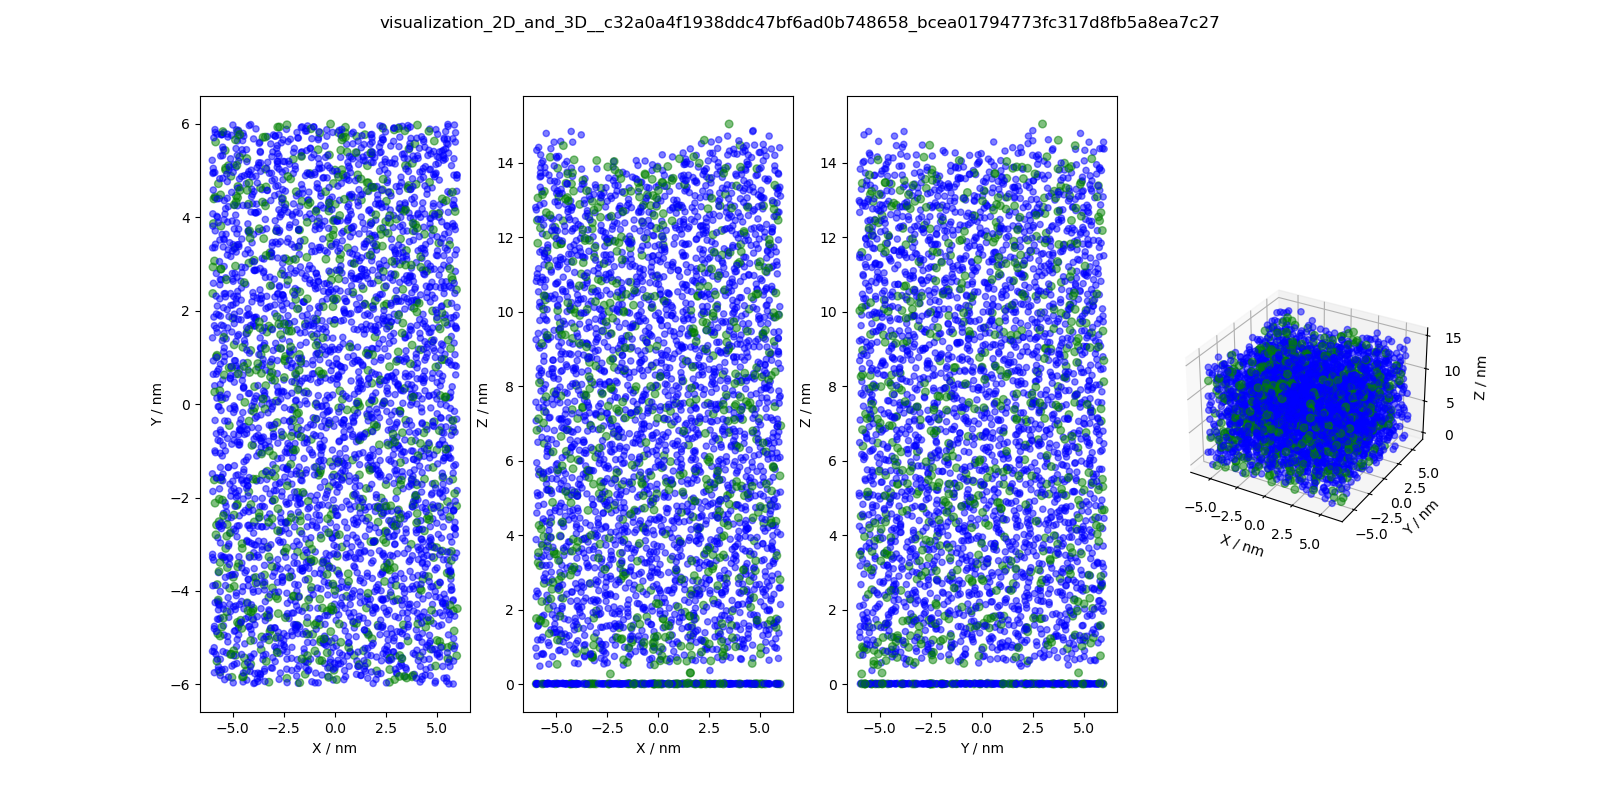 visualization_2D_and_3D__c32a0a4f1938ddc47bf6ad0b748658_bcea01794773fc317d8fb5a8ea7c27
6
4
2
0
−2
−4
−6
Y / nm
−5.0 −2.5 0.0 2.5 5.0
X / nm
14
12
10
8
6
4
2
0
Z / nm
−5.0 −2.5 0.0 2.5 5.0
X / nm
14
12
10
8
6
4
2
0
Z / nm
−5.0 −2.5 0.0 2.5 5.0
Y / nm
15
10
5
0
Z / nm
5.0
2.5
0.0
−2.5
−5.0
Y / nm
−5.0
−2.5
0.0
2.5
5.0
X / nm